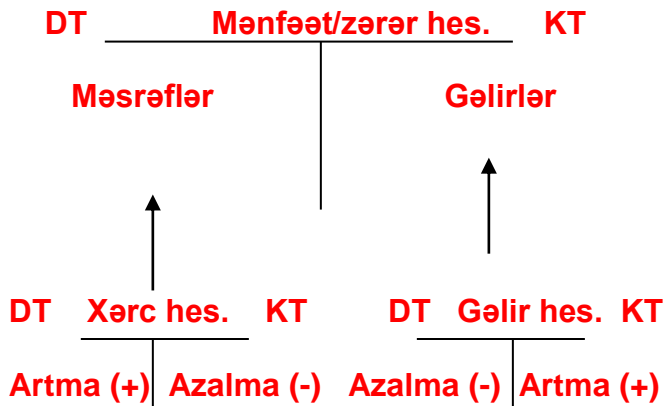 DT Mənfəət/zərər hes. KT
Məsrəflər Gəlirlər
DT Xərc hes. KT DT Gəlir hes. KT
Artma (+) Azalma (-) Azalma (-) Artma (+)